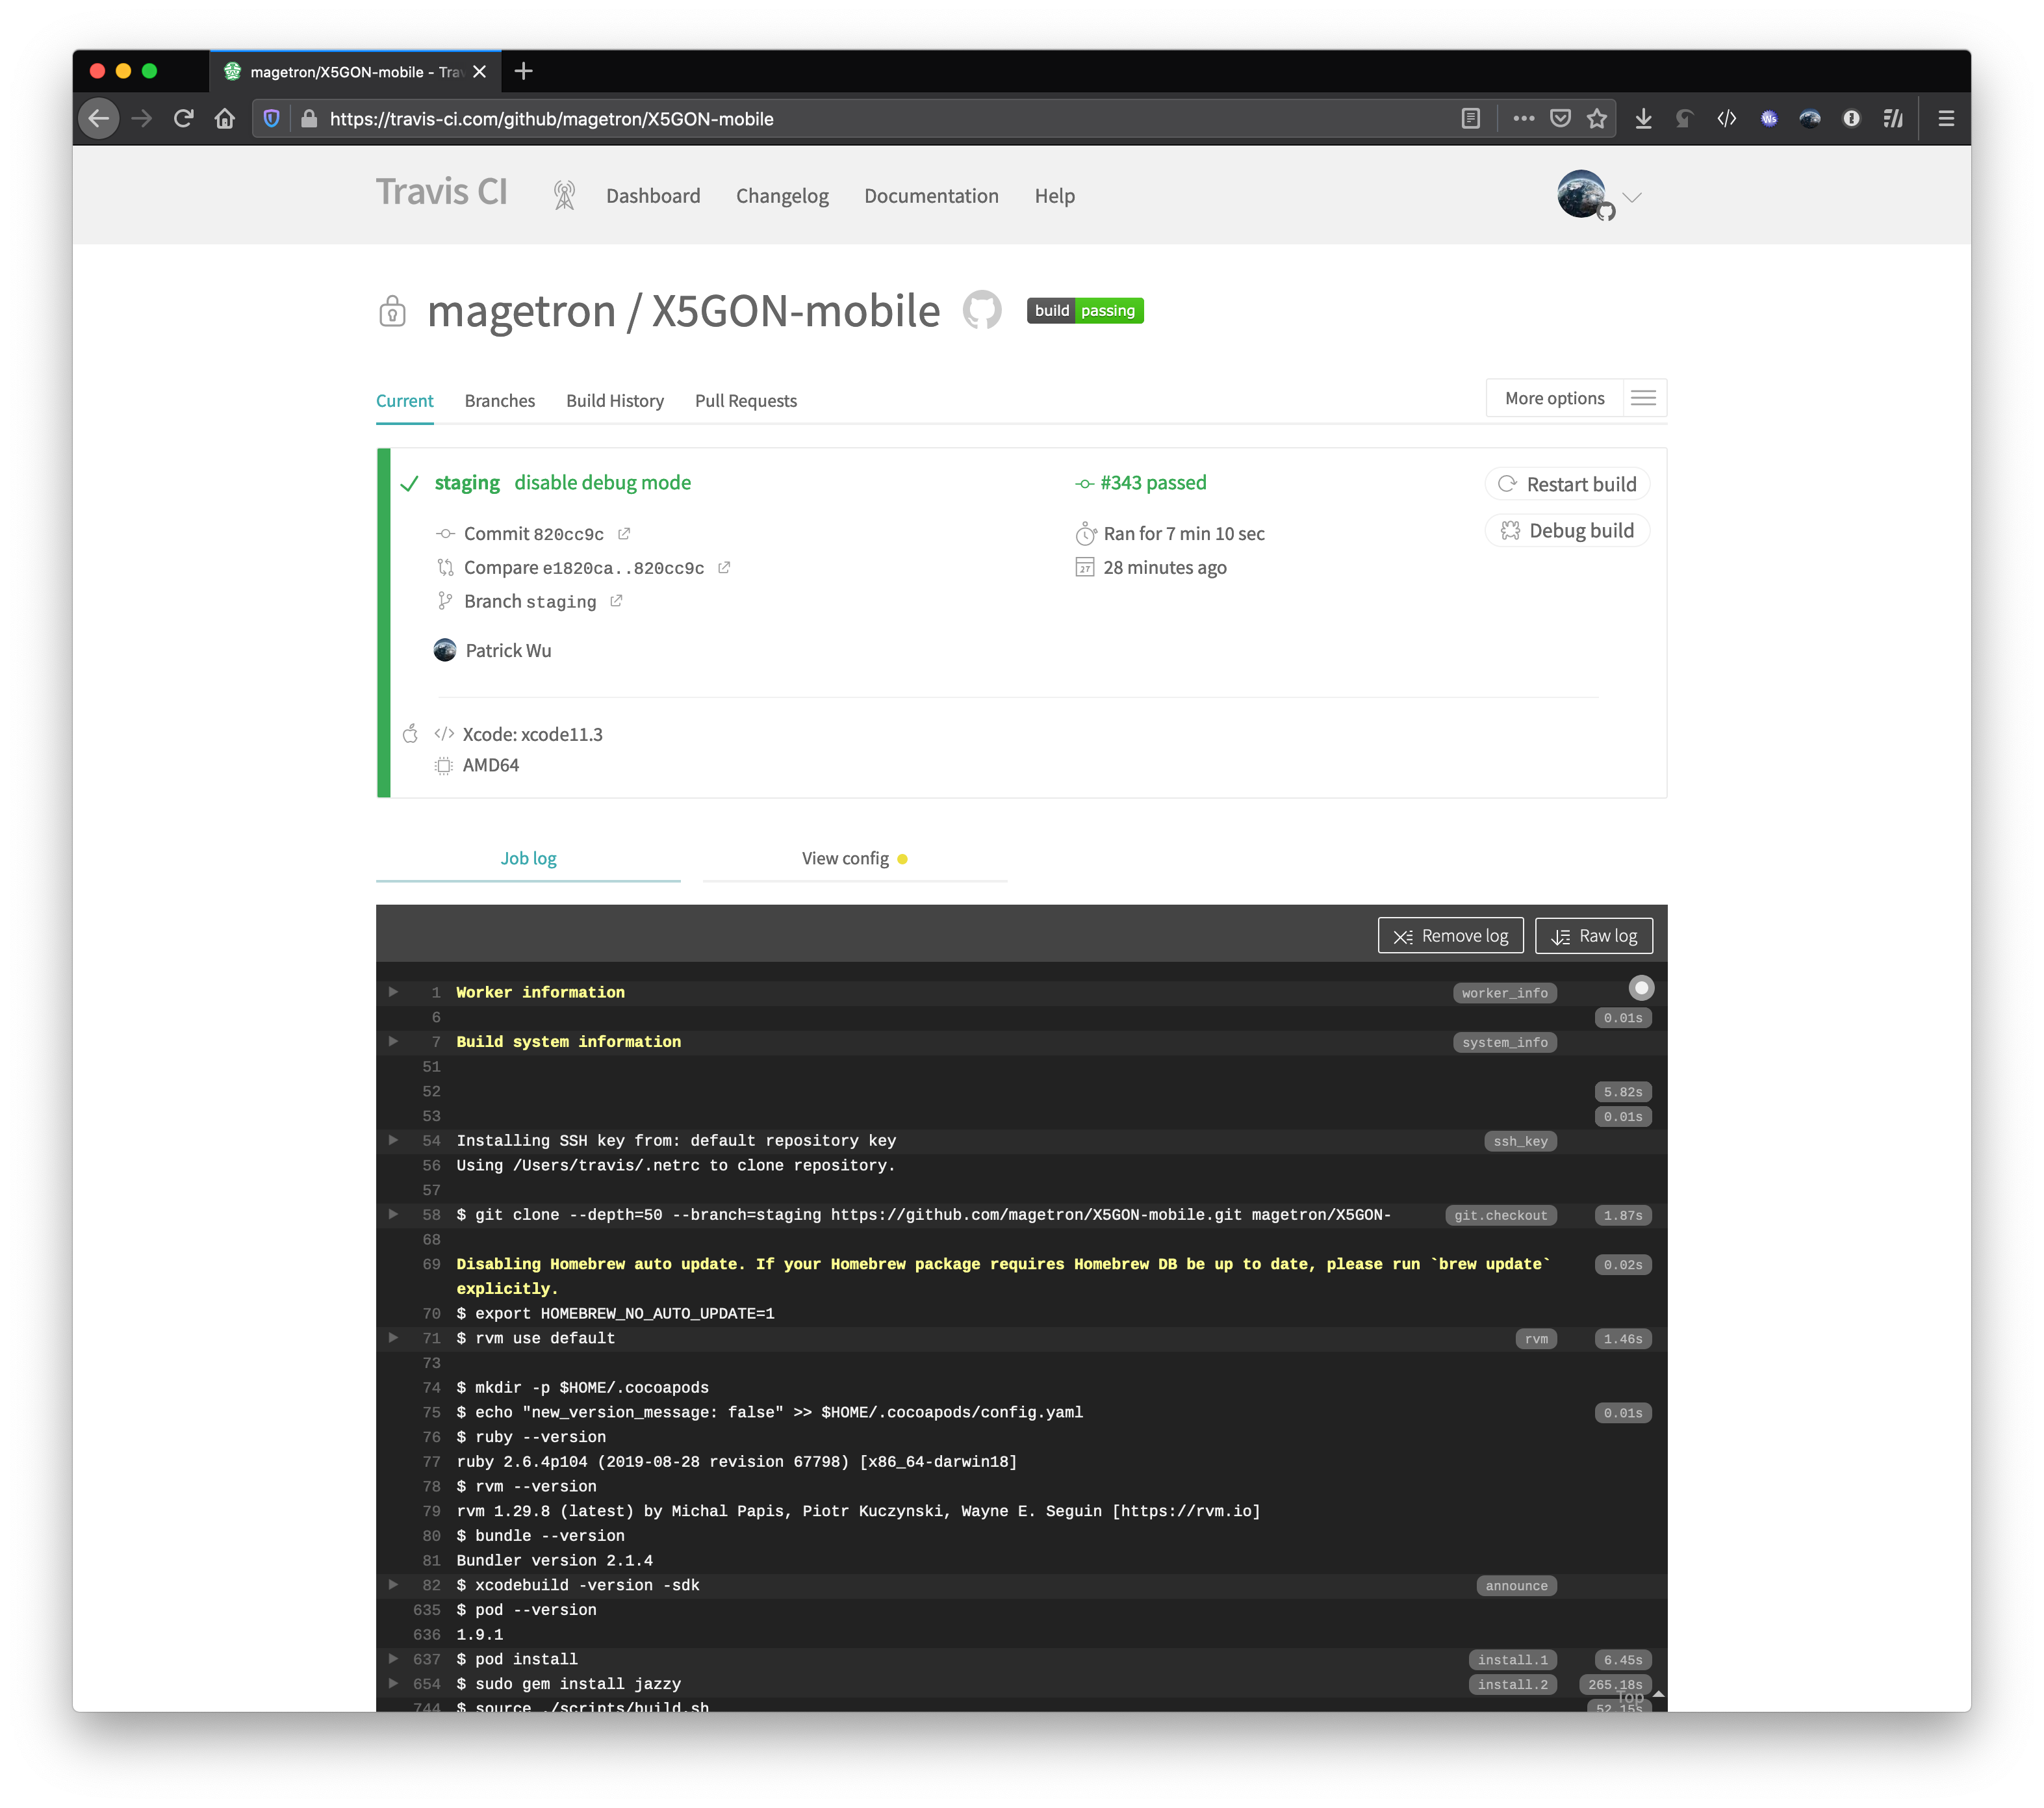 magetron/X5GON-mobile - Trav
https://travis-ci.com/github/magetron/X5GON-mobile
Travis CI Dashboard Changelog Documentation Help
magetron / X5GON-mobile build passing
Current Branches Build History Pull Requests More options
staging disable debug mode #343 passed Restart build
Commit 820cc9c Ran for 7 min 10 sec Debug build
Compare e1820ca..820cc9c 27 28 minutes ago
Branch staging
Patrick Wu
</> Xcode: xcode11.3
AMD64
Job log View config
Remove log Raw log
1 Worker information worker_info
6 0.01s
7 Build system information system_info
51
52 5.82s
53 0.01s
54 Installing SSH key from: default repository key ssh_key
56 Using /Users/travis/.netrc to clone repository.
57
58 $ git clone --depth=50 --branch=staging https://github.com/magetron/X5GON-mobile.git magetron/X5GON- git.checkout 1.87s
68
69 Disabling Homebrew auto update. If your Homebrew package requires Homebrew DB be up to date, please run `brew update` 0.02s
explicitly.
70 $ export HOMEBREW_NO_AUTO_UPDATE=1
71 $ rvm use default rvm 1.46s
73
74 $ mkdir -p $HOME/.cocoapods
75 $ echo "new_version_message: false" >> $HOME/.cocoapods/config.yaml 0.01s
76 $ ruby --version
77 ruby 2.6.4p104 (2019-08-28 revision 67798) [x86_64-darwin18]
78 $ rvm --version
79 rvm 1.29.8 (latest) by Michal Papis, Piotr Kuczynski, Wayne E. Seguin [https://rvm.io]
80 $ bundle --version
81 Bundler version 2.1.4
82 $ xcodebuild -version -sdk announce
635 $ pod --version
636 1.9.1
637 $ pod install install.1 6.45s
654 $ sudo gem install jazzy install.2 265.18s
Top
744 $ source ./scripts/build.sh 52.15s